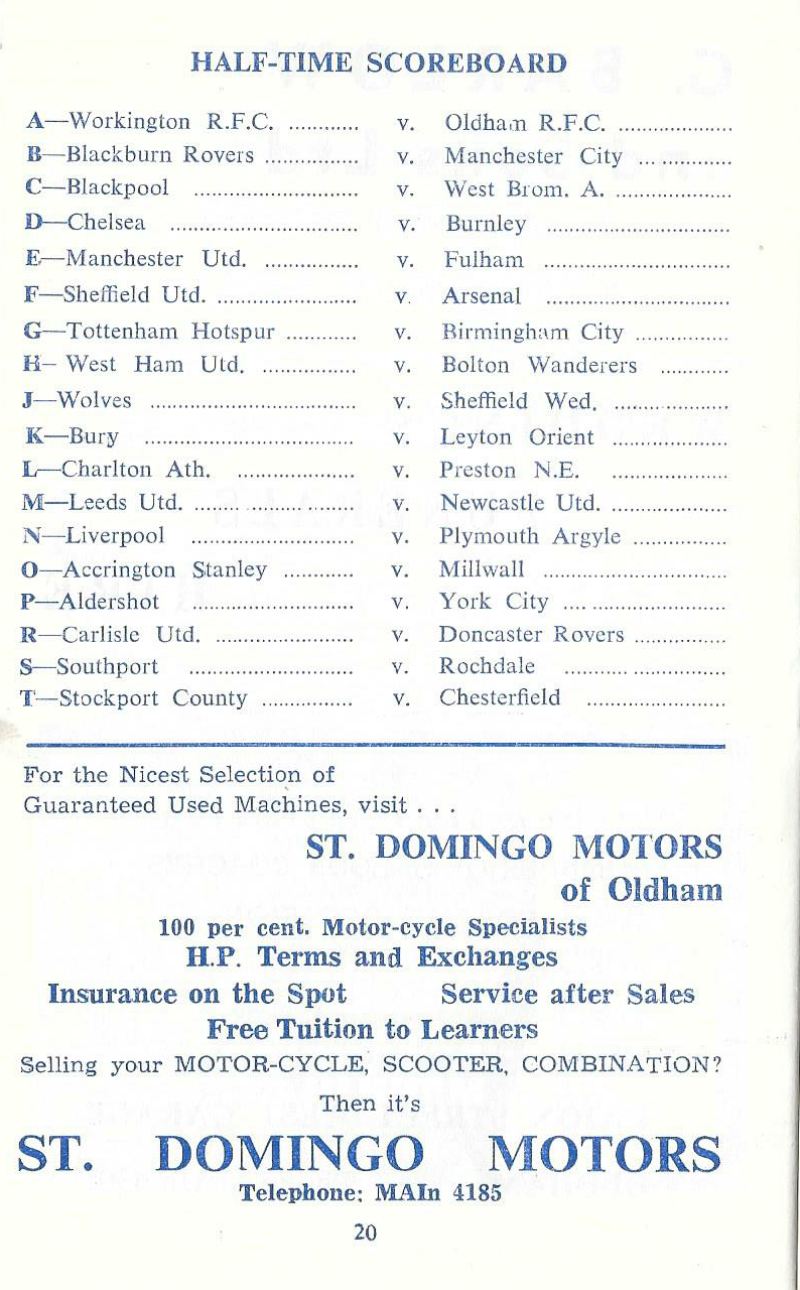 HALF-TIME SCOREBOARD
A—Workington R.F.C. ............ v. Oldham R.F.C. ....................
B—Blackburn Rovers ................ v. Manchester City ................
C—Blackpool ............................ v. West Brom. A. ....................
D—Chelsea ................................ v. Burnley ................................
E—Manchester Utd. ................ v. Fulham ................................
F—Sheffield Utd. ........................ v. Arsenal ................................
G—Tottenham Hotspur ............ v. Birmingham City ................
H— West Ham Utd. ................ v. Bolton Wanderers ............
J—Wolves .................................... v. Sheffield Wed. ....................
K—Bury .................................... v. Leyton Orient ....................
L—Charlton Ath. .................... v. Preston N.E. ....................
M—Leeds Utd. ............................ v. Newcastle Utd. ....................
N—Liverpool ............................ v. Plymouth Argyle ................
O—Accrington Stanley ............ v. Millwall ................................
P—Aldershot ............................ v. York City ............................
R—Carlisle Utd. ........................ v. Doncaster Rovers ................
S—Southport ............................ v. Rochdale ............................
T—Stockport County ................ v. Chesterfield ........................
For the Nicest Selection of
Guaranteed Used Machines, visit . . .
ST. DOMINGO MOTORS
of Oldham
100 per cent. Motor-cycle Specialists
H.P. Terms and Exchanges
Insurance on the Spot Service after Sales
Free Tuition to Learners
Selling your MOTOR-CYCLE, SCOOTER, COMBINATION?
Then it's
ST. DOMINGO MOTORS
Telephone: MAIn 4185
20